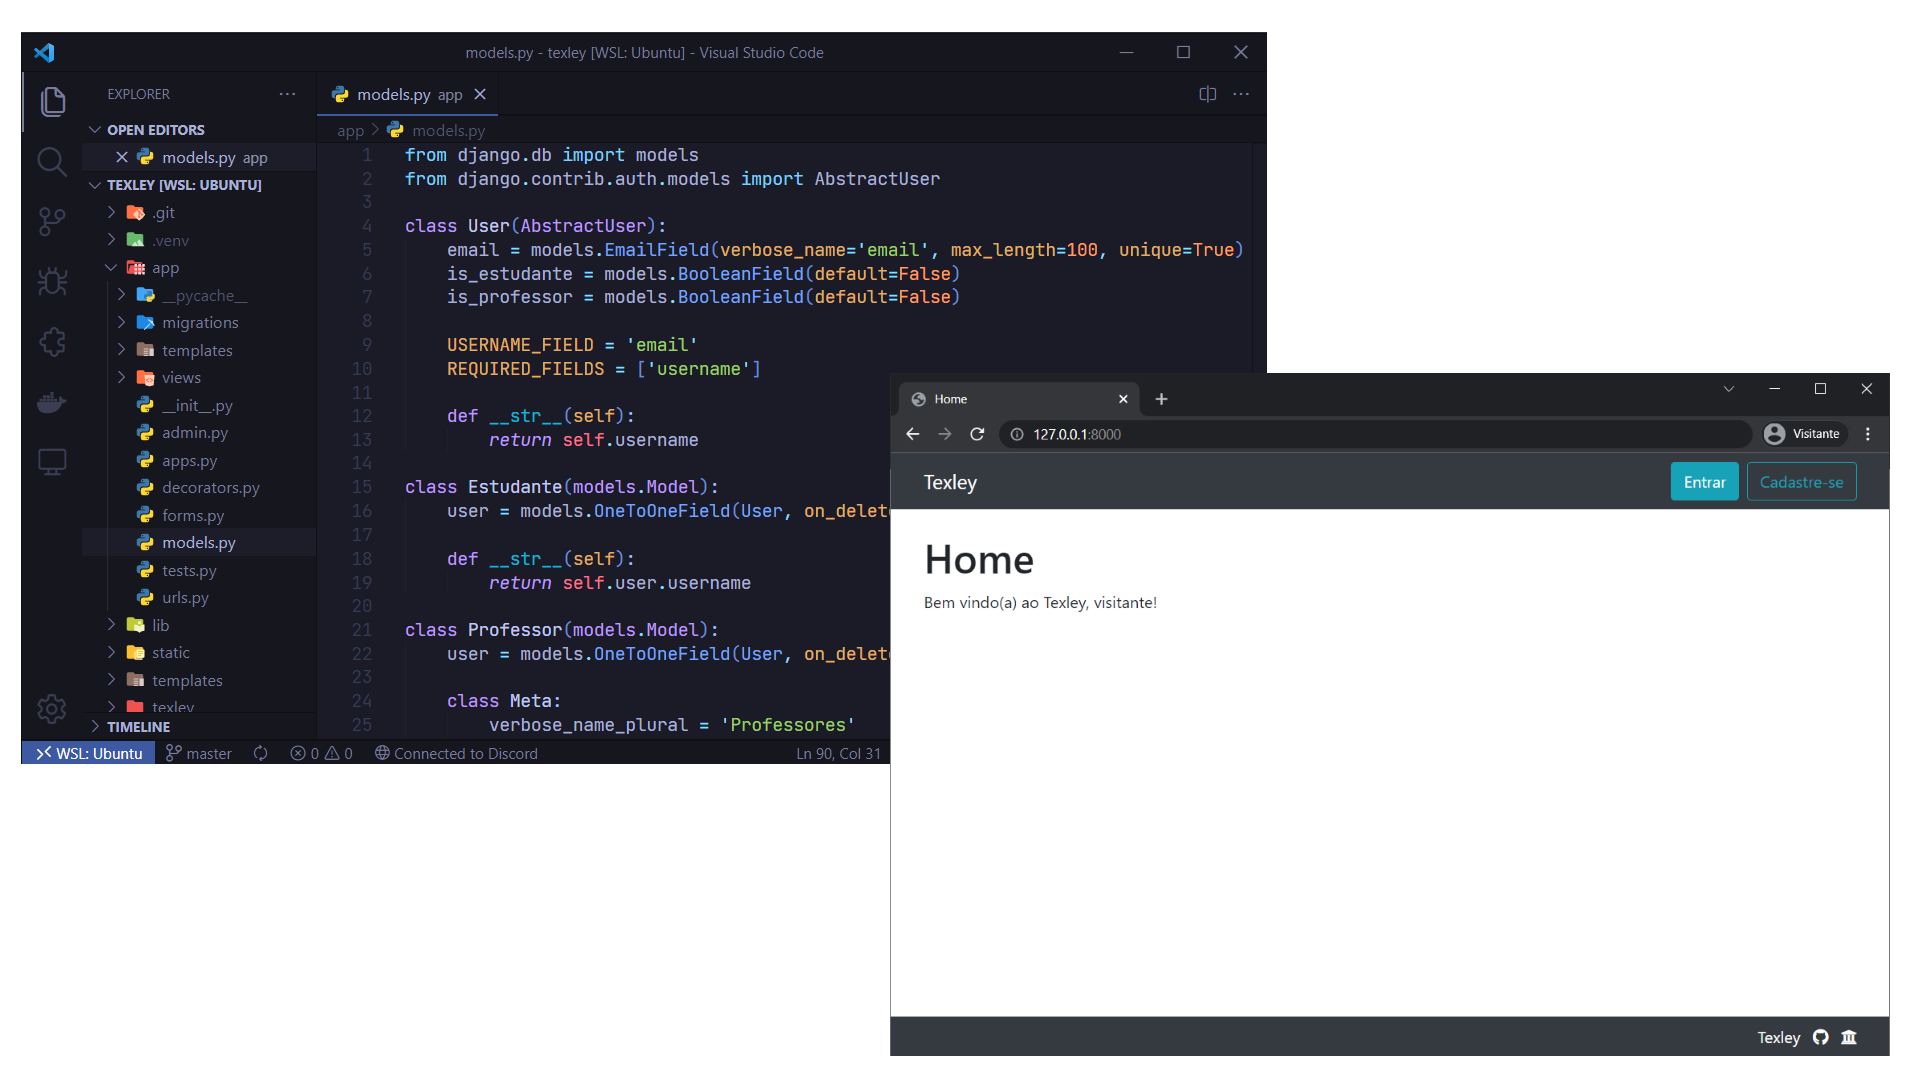 models.py - texley [WSL: Ubuntu] - Visual Studio Code
EXPLORER
OPEN EDITORS
models.py app
TEXLEY [WSL: UBUNTU]
.git
.venv
app
__pycache__
migrations
templates
views
__init__.py
admin.py
apps.py
decorators.py
forms.py
models.py
tests.py
urls.py
lib
static
templates
texley
TIMELINE
models.py app
app > models.py
1 from django.db import models
2 from django.contrib.auth.models import AbstractUser
3
4 class User(AbstractUser):
5 email = models.EmailField(verbose_name='email', max_length=100, unique=True)
6 is_estudante = models.BooleanField(default=False)
7 is_professor = models.BooleanField(default=False)
8
9 USERNAME_FIELD = 'email'
10 REQUIRED_FIELDS = ['username']
11
12 def __str__(self):
13 return self.username
14
15 class Estudante(models.Model):
16 user = models.OneToOneField(User, on_delet
17
18 def __str__(self):
19 return self.user.username
20
21 class Professor(models.Model):
22 user = models.OneToOneField(User, on_delet
23
24 class Meta:
25 verbose_name_plural = 'Professores'
WSL: Ubuntu master 0 0 Connected to Discord Ln 90, Col 31
Home
127.0.0.1:8000 Visitante
Texley Entrar Cadastre-se
Home
Bem vindo(a) ao Texley, visitante!
Texley